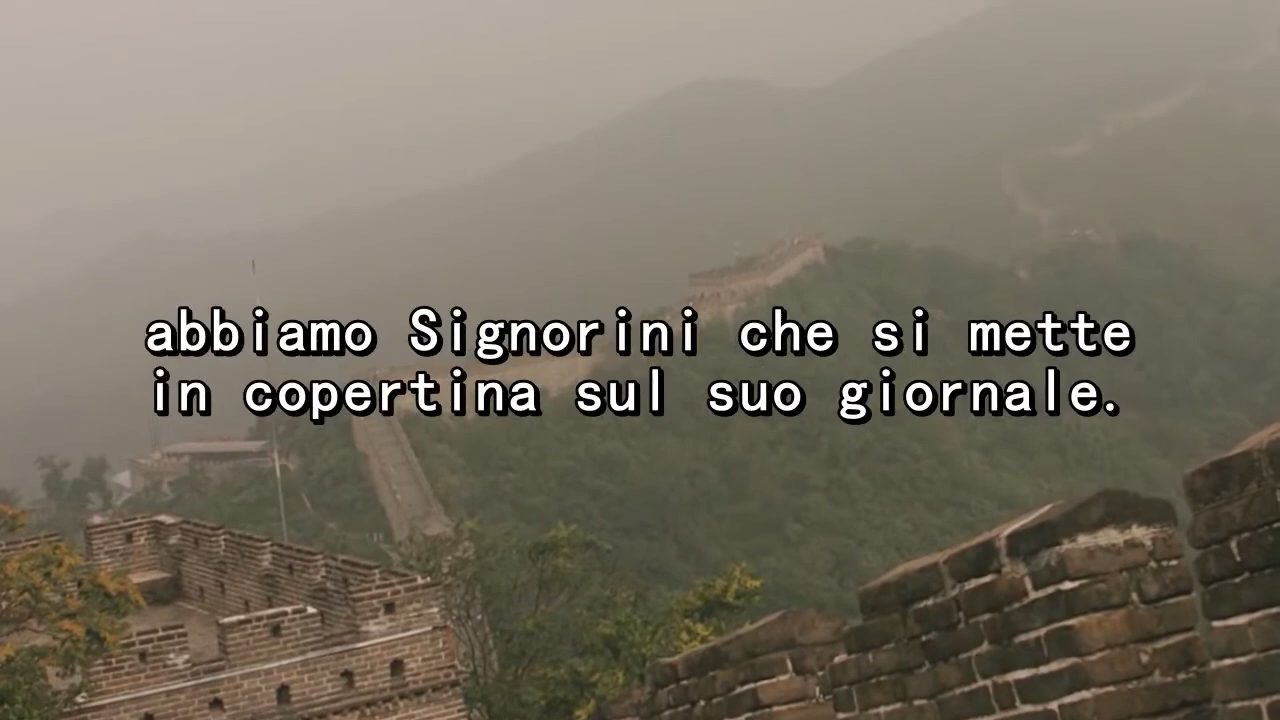 abbiamo Signorini che si mette
in copertina sul suo giornale.